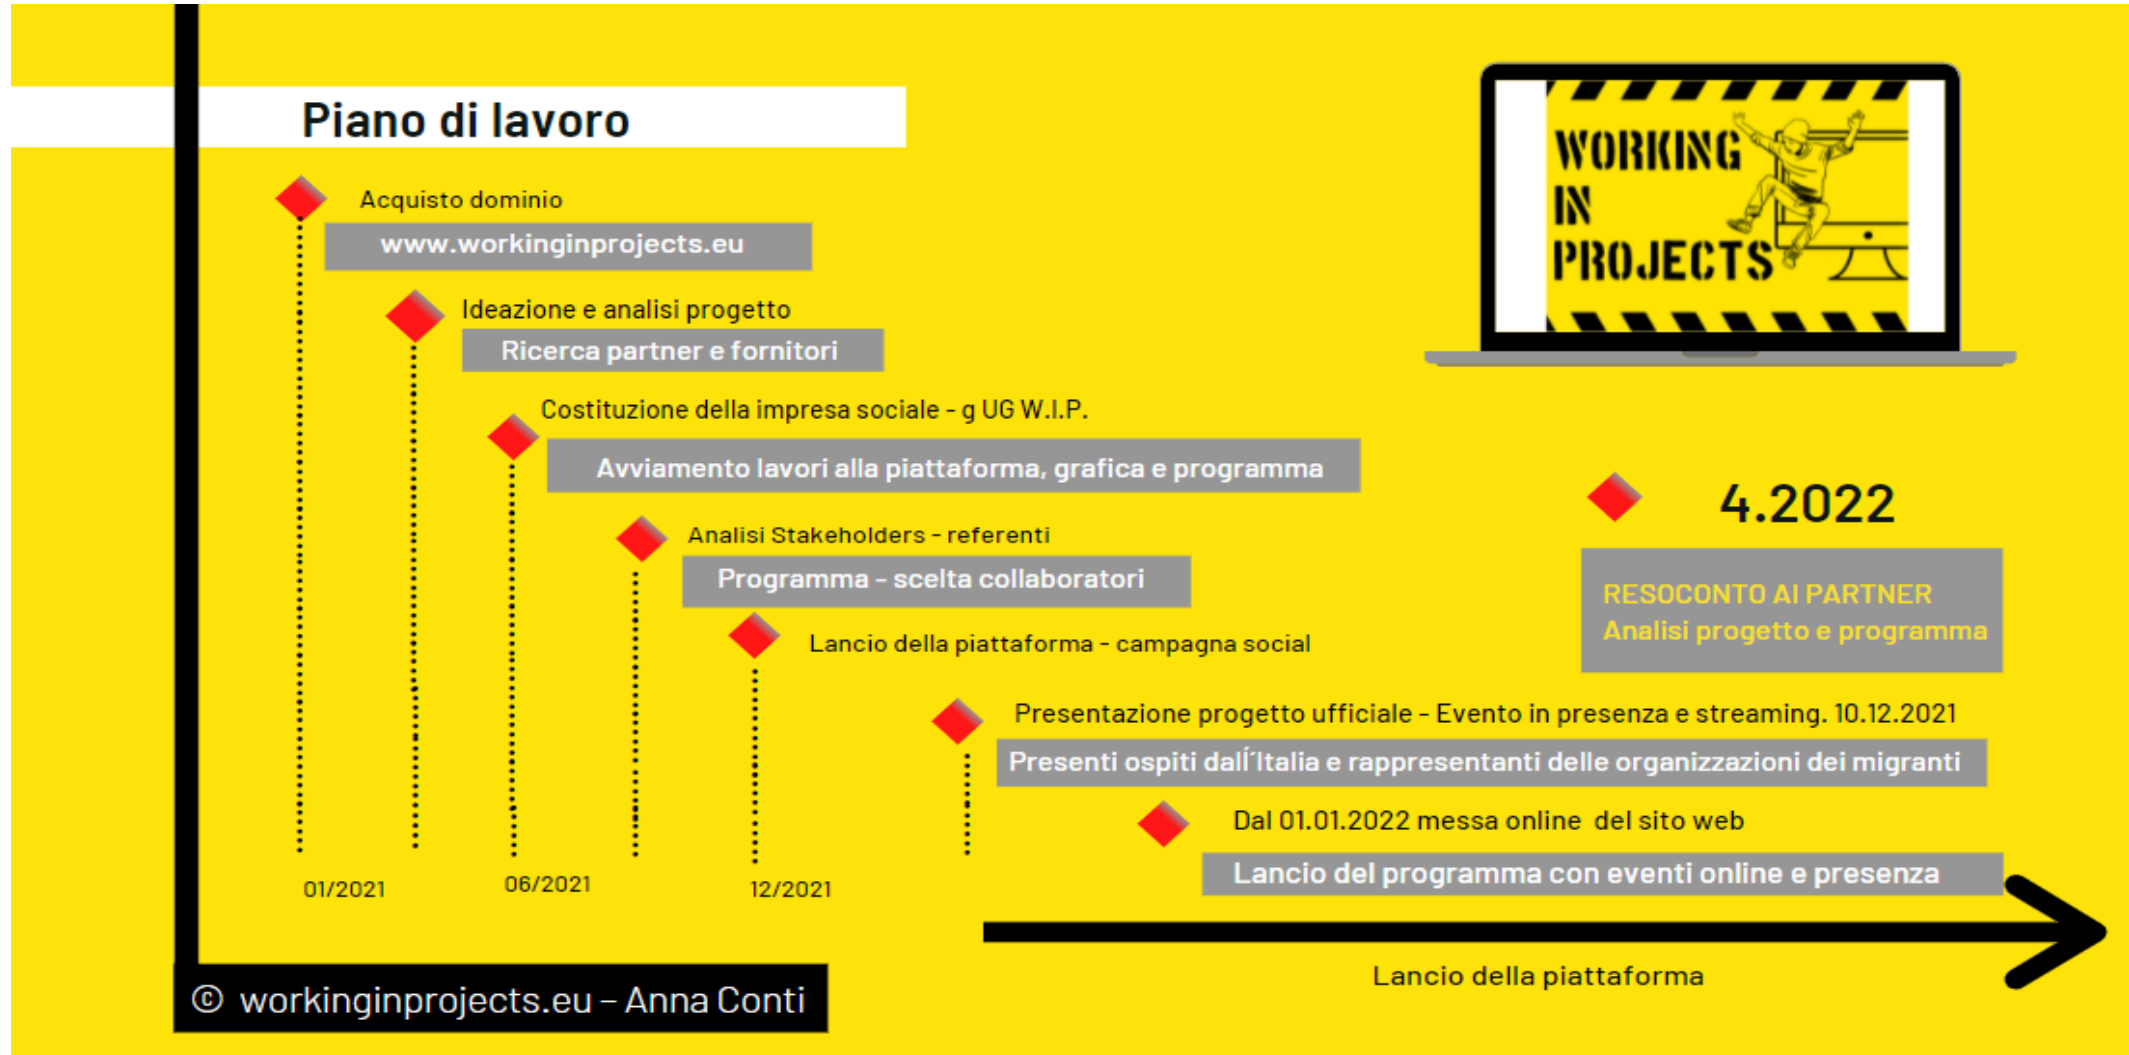 Piano di lavoro
Acquisto dominio
www.workinginprojects.eu
Ideazione e analisi progetto
Ricerca partner e fornitori
Costituzione della impresa sociale - g UG W.I.P.
Avviamento lavori alla piattaforma, grafica e programma
Analisi Stakeholders - referenti
Programma - scelta collaboratori
Lancio della piattaforma - campagna social
Presentazione progetto ufficiale - Evento in presenza e streaming. 10.12.2021
Presenti ospiti dalĺ´Italia e rappresentanti delle organizzazioni dei migranti
Dal 01.01.2022 messa online del sito web
Lancio del programma con eventi online e presenza
01/2021
06/2021
12/2021
Lancio della piattaforma
WORKING
IN
PROJECTS
4.2022
RESOCONTO AI PARTNER
Analisi progetto e programma
© workinginprojects.eu – Anna Conti